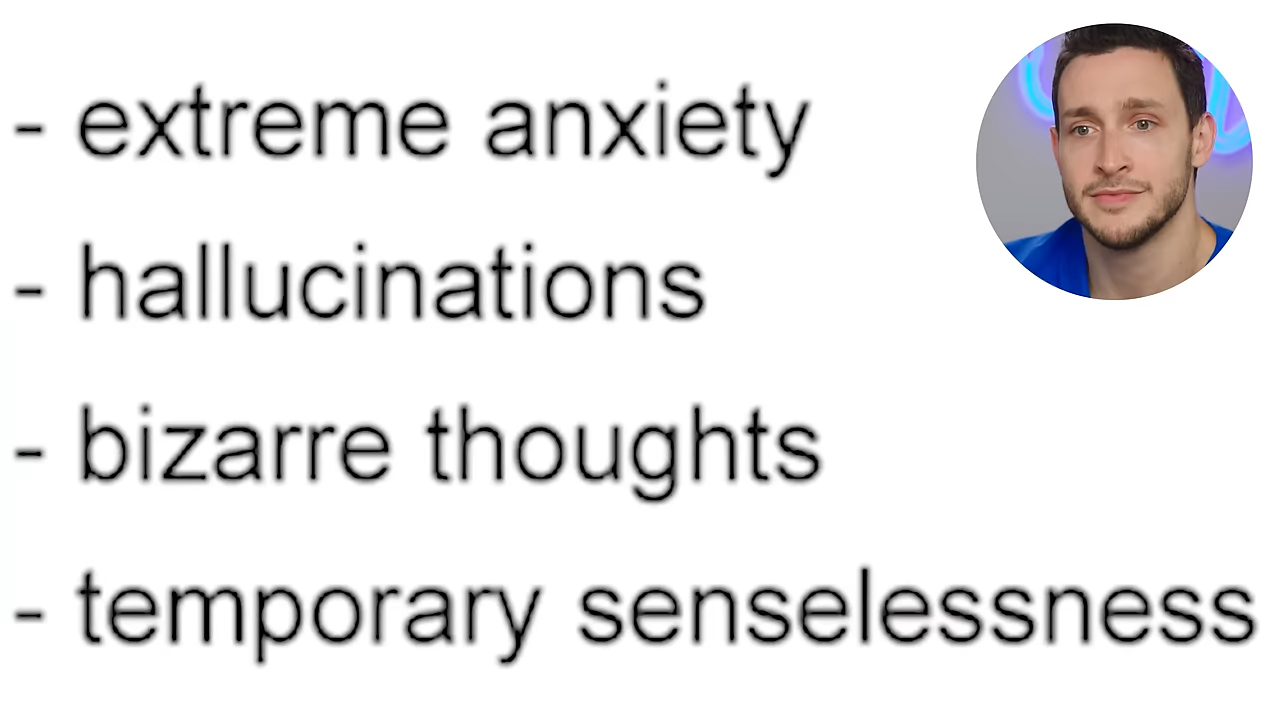 - extreme anxiety
- hallucinations
- bizarre thoughts
- temporary senselessness